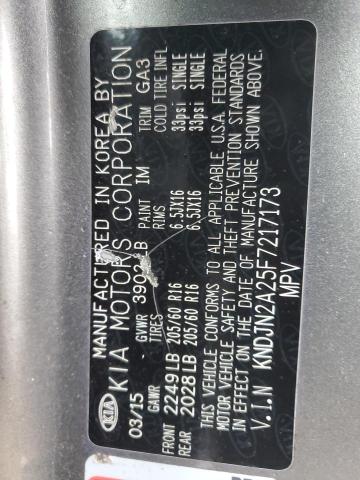 MANUFACTURED IN KOREA BY
KIA KIA MOTORS CORPORATION
03/15 GVWR 3902LB PAINT IM TRIM GA3
GAWR TIRES RIMS COLD TIRE INFL
FRONT 2249LB 205/60 R16 6.5JX16 33psi SINGLE
REAR 2028LB 205/60 R16 6.5JX16 33psi SINGLE
THIS VEHICLE CONFORMS TO ALL APPLICABLE U.S.A. FEDERAL
MOTOR VEHICLE SAFETY AND THEFT PREVENTION STANDARDS
IN EFFECT ON THE DATE OF MANUFACTURE SHOWN ABOVE.
V.I.N KNDJN2A25F7217173
MPV